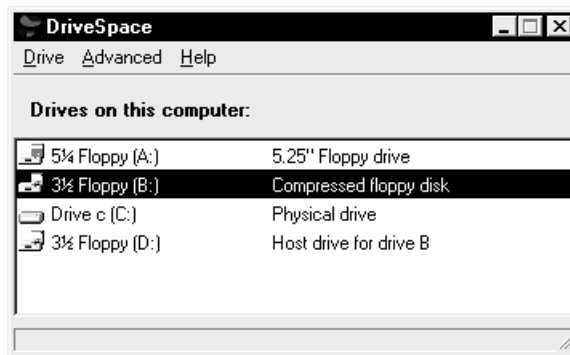 DriveSpace
Drive Advanced Help
Drives on this computer:
5¼ Floppy (A:) 5.25" Floppy drive
3½ Floppy (B:) Compressed floppy disk
Drive c (C:) Physical drive
3½ Floppy (D:) Host drive for drive B